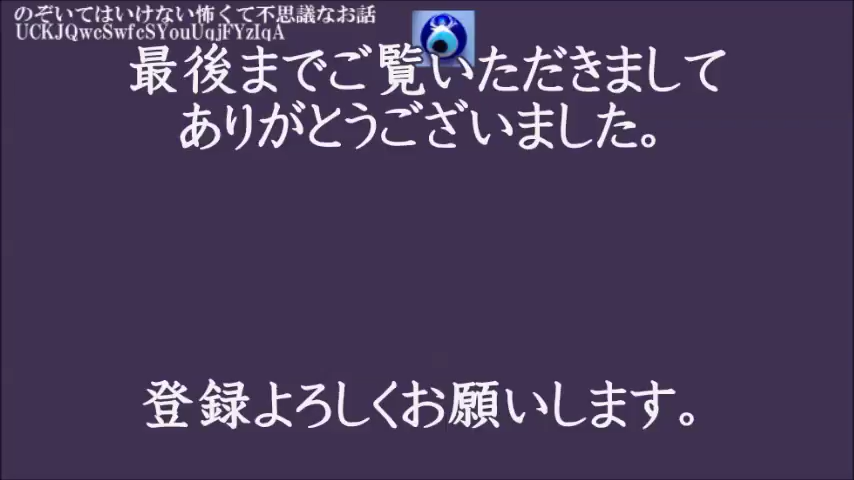 のぞいてはいけない怖くて不思議なお話
UCKJQwcSwfcSYouUqjFYzIqA
最後までご覧いただきまして
ありがとうございました。
登録よろしくお願いします。